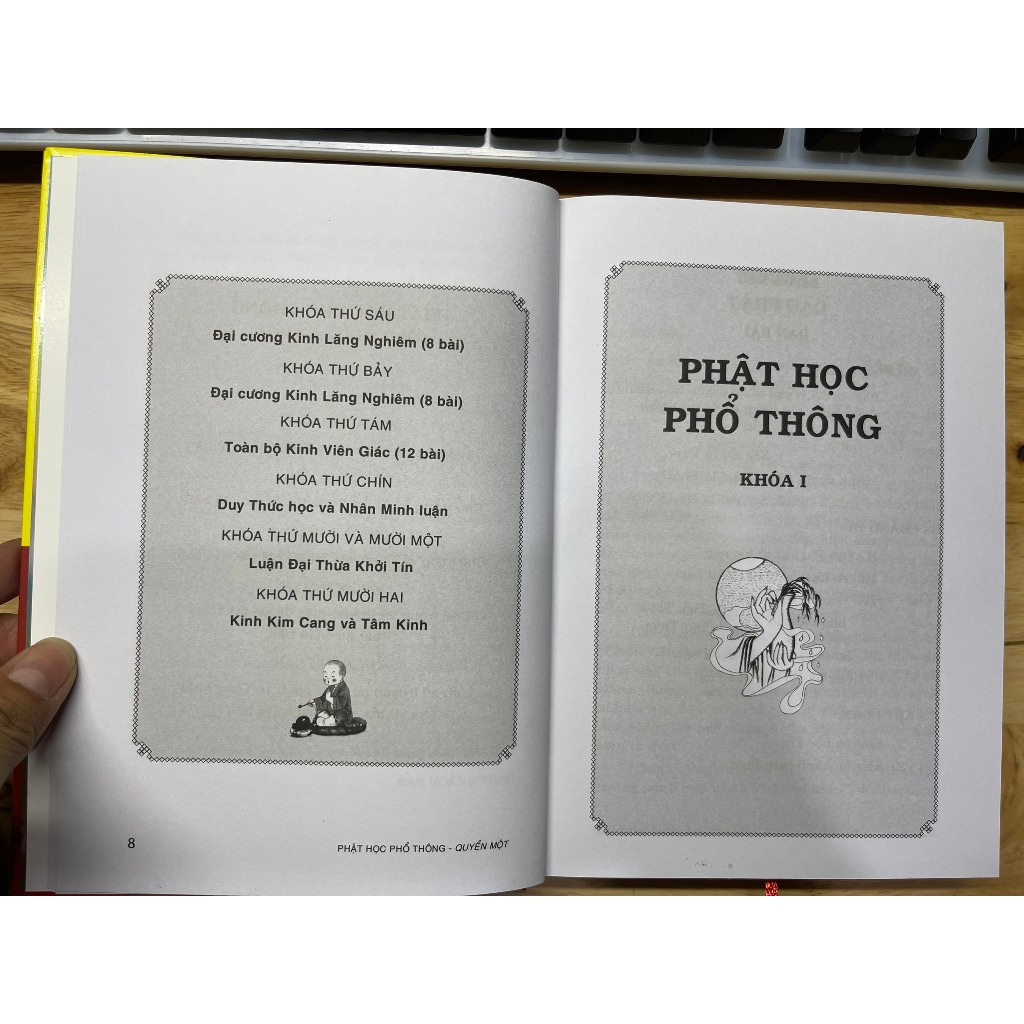 KHÓA THỨ SÁU
Đại cương Kinh Lăng Nghiêm (8 bài)
KHÓA THỨ BẢY
Đại cương Kinh Lăng Nghiêm (8 bài)
KHÓA THỨ TÁM
Toàn bộ Kinh Viên Giác (12 bài)
KHÓA THỨ CHÍN
Duy Thức học và Nhân Minh luận
KHÓA THỨ MƯỜI VÀ MƯỜI MỘT
Luận Đại Thừa Khởi Tín
KHÓA THỨ MƯỜI HAI
Kinh Kim Cang và Tâm Kinh
8
PHẬT HỌC PHỔ THÔNG - QUYỂN MỘT
PHẬT HỌC
PHỔ THÔNG
KHÓA I